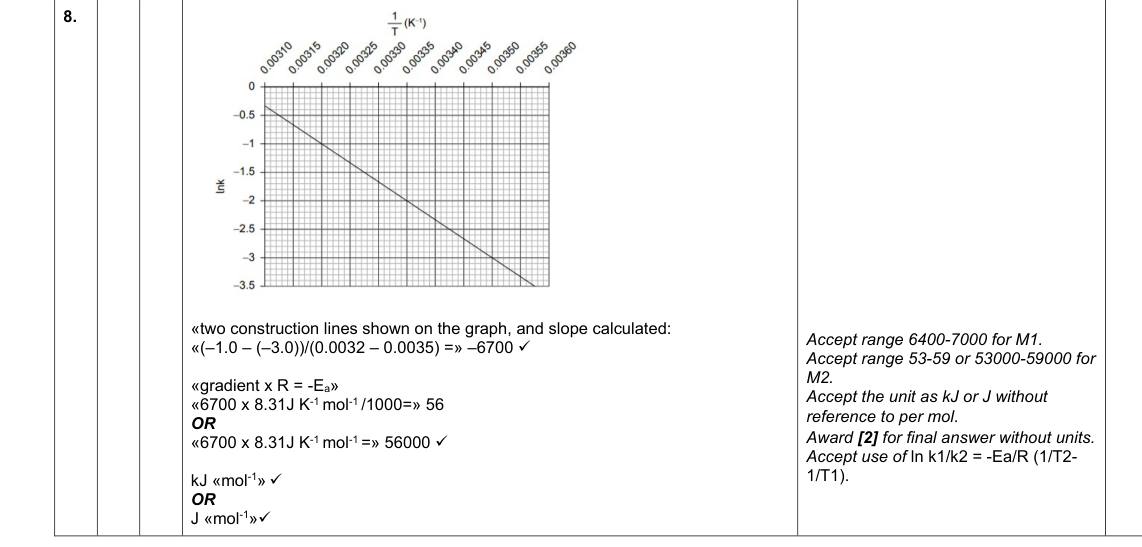 8.
1/T (K⁻¹)
0.00310 0.00315 0.00320 0.00325 0.00330 0.00335 0.00340 0.00345 0.00350 0.00355 0.00360
0
−0.5
−1
−1.5
−2
−2.5
−3
−3.5
lnk
«two construction lines shown on the graph, and slope calculated:
«(–1.0 – (–3.0))/(0.0032 – 0.0035) =» –6700 ✓
«gradient x R = -Eₐ»
«6700 x 8.31J K⁻¹ mol⁻¹ /1000=» 56
OR
«6700 x 8.31J K⁻¹ mol⁻¹ =» 56000 ✓
kJ «mol⁻¹» ✓
OR
J «mol⁻¹»✓
Accept range 6400-7000 for M1.
Accept range 53-59 or 53000-59000 for
M2.
Accept the unit as kJ or J without
reference to per mol.
Award [2] for final answer without units.
Accept use of ln k1/k2 = -Ea/R (1/T2-
1/T1).